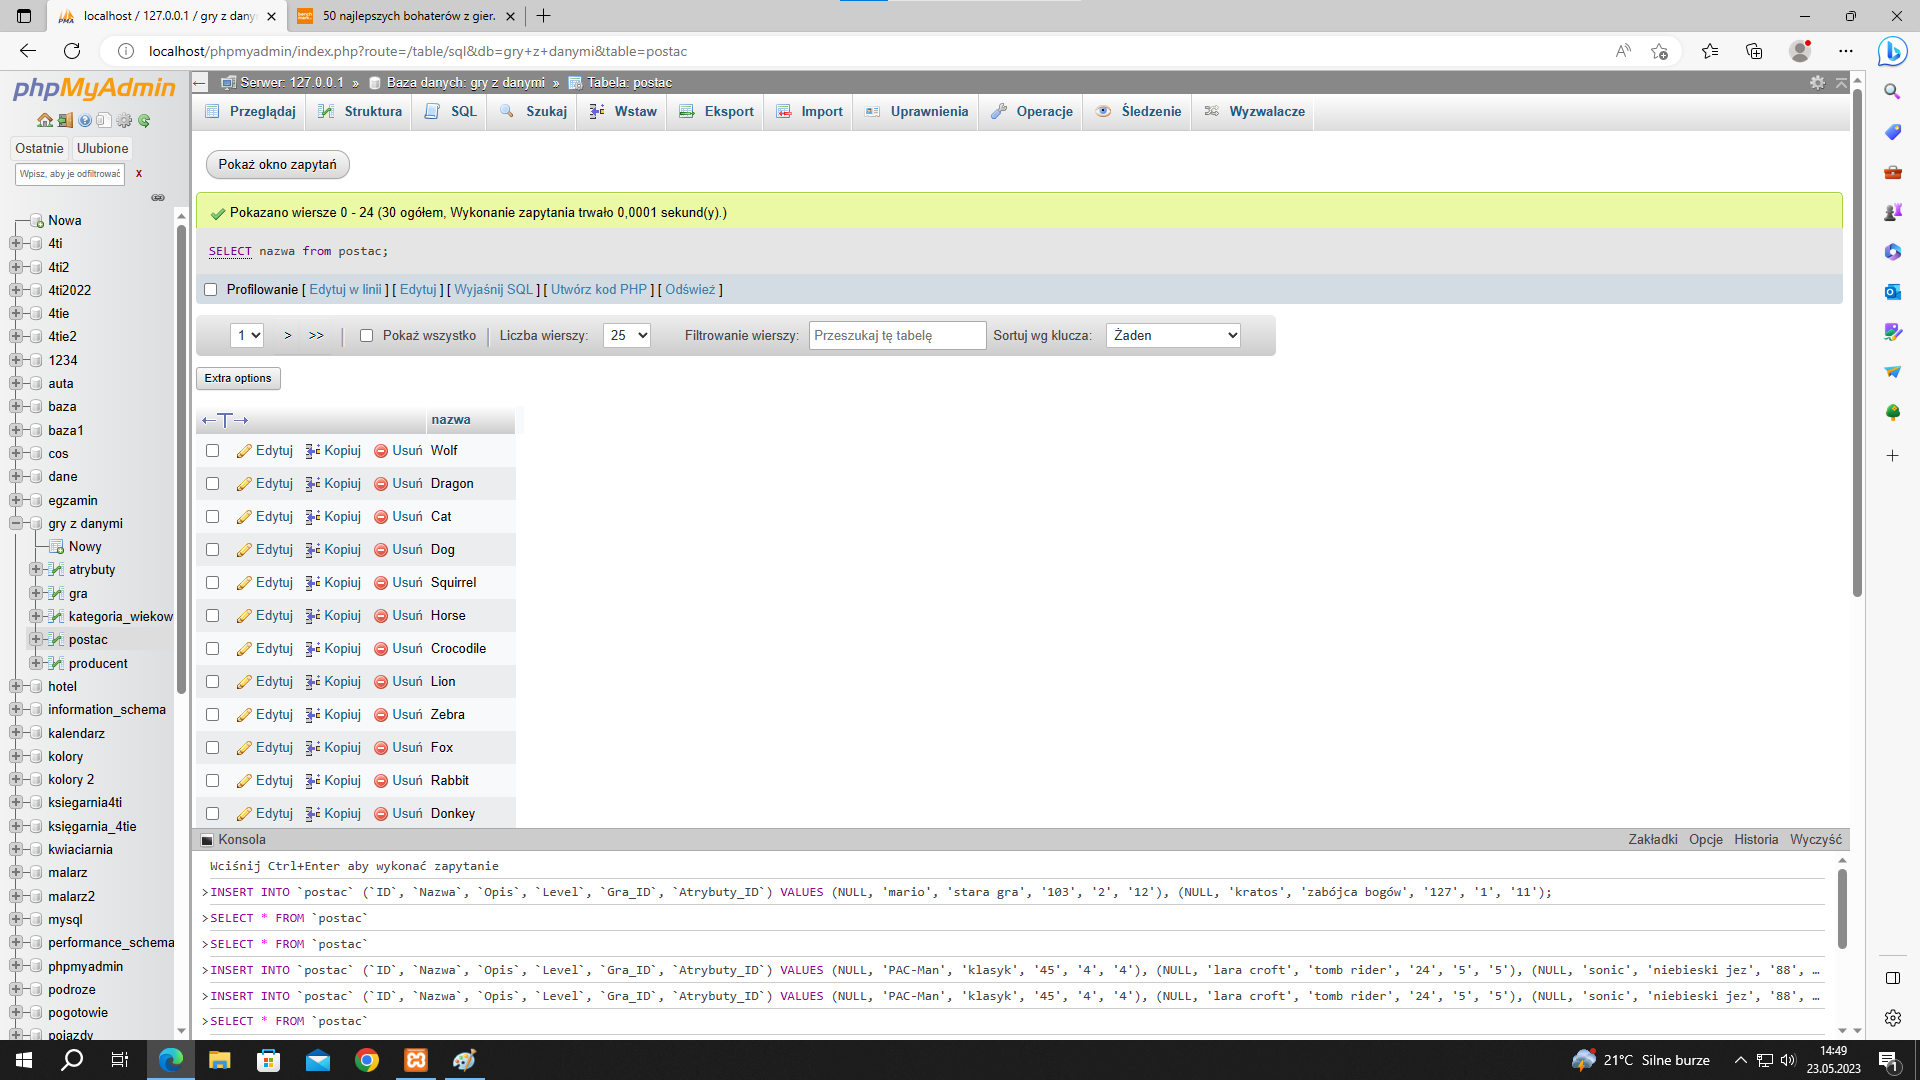 localhost / 127.0.0.1 / gry z dany
50 najlepszych bohaterów z gier.
localhost/phpmyadmin/index.php?route=/table/sql&db=gry+z+danymi&table=postac
phpMyAdmin
Ostatnie Ulubione
Wpisz, aby je odfiltrować X
Nowa
4ti
4ti2
4ti2022
4tie
4tie2
1234
auta
baza
baza1
cos
dane
egzamin
gry z danymi
Nowy
atrybuty
gra
kategoria_wiekow
postac
producent
hotel
information_schema
kalendarz
kolory
kolory 2
ksiegarnia4ti
księgarnia_4tie
kwiaciarnia
malarz
malarz2
mysql
performance_schema
phpmyadmin
podroze
pogotowie
pojazdy
Serwer: 127.0.0.1 » Baza danych: gry z danymi » Tabela: postac
Przeglądaj Struktura SQL Szukaj Wstaw Eksport Import Uprawnienia Operacje Śledzenie Wyzwalacze
Pokaż okno zapytań
Pokazano wiersze 0 - 24 (30 ogółem, Wykonanie zapytania trwało 0,0001 sekund(y).)
SELECT nazwa from postac;
Profilowanie [ Edytuj w linii ] [ Edytuj ] [ Wyjaśnij SQL ] [ Utwórz kod PHP ] [ Odśwież ]
1 > >> Pokaż wszystko Liczba wierszy: 25 Filtrowanie wierszy: Przeszukaj tę tabelę Sortuj wg klucza: Żaden
Extra options
←T→ nazwa
Edytuj Kopiuj Usuń Wolf
Edytuj Kopiuj Usuń Dragon
Edytuj Kopiuj Usuń Cat
Edytuj Kopiuj Usuń Dog
Edytuj Kopiuj Usuń Squirrel
Edytuj Kopiuj Usuń Horse
Edytuj Kopiuj Usuń Crocodile
Edytuj Kopiuj Usuń Lion
Edytuj Kopiuj Usuń Zebra
Edytuj Kopiuj Usuń Fox
Edytuj Kopiuj Usuń Rabbit
Edytuj Kopiuj Usuń Donkey
Konsola Zakładki Opcje Historia Wyczyść
Wciśnij Ctrl+Enter aby wykonać zapytanie
>INSERT INTO `postac` (`ID`, `Nazwa`, `Opis`, `Level`, `Gra_ID`, `Atrybuty_ID`) VALUES (NULL, 'mario', 'stara gra', '103', '2', '12'), (NULL, 'kratos', 'zabójca bogów', '127', '1', '11');
>SELECT * FROM `postac`
>SELECT * FROM `postac`
>INSERT INTO `postac` (`ID`, `Nazwa`, `Opis`, `Level`, `Gra_ID`, `Atrybuty_ID`) VALUES (NULL, 'PAC-Man', 'klasyk', '45', '4', '4'), (NULL, 'lara croft', 'tomb rider', '24', '5', '5'), (NULL, 'sonic', 'niebieski jez', '88', …
>INSERT INTO `postac` (`ID`, `Nazwa`, `Opis`, `Level`, `Gra_ID`, `Atrybuty_ID`) VALUES (NULL, 'PAC-Man', 'klasyk', '45', '4', '4'), (NULL, 'lara croft', 'tomb rider', '24', '5', '5'), (NULL, 'sonic', 'niebieski jez', '88', …
>SELECT * FROM `postac`
21°C Silne burze
14:49
23.05.2023
1